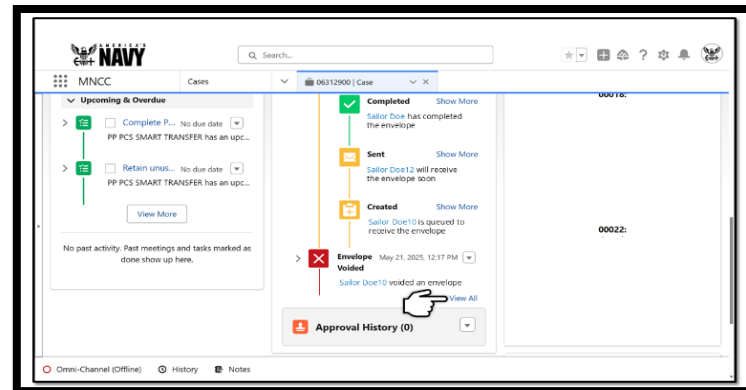 AMERICA'S
NAVY
Search...
MNCC
Cases
06312900 | Case
Upcoming & Overdue
Complete P... No due date
PP PCS SMART TRANSFER has an upc...
Retain unus... No due date
PP PCS SMART TRANSFER has an upc...
View More
No past activity. Past meetings and tasks marked as
done show up here.
Completed Show More
Sailor Doe has completed
the envelope
Sent Show More
Sailor Doe12 will receive
the envelope soon
Created Show More
Sailor Doe10 is queued to
receive the envelope
Envelope May 21, 2025, 12:17 PM
Voided
Sailor Doe10 voided an envelope
View All
Approval History (0)
00018:
00022:
Omni-Channel (Offline) History Notes